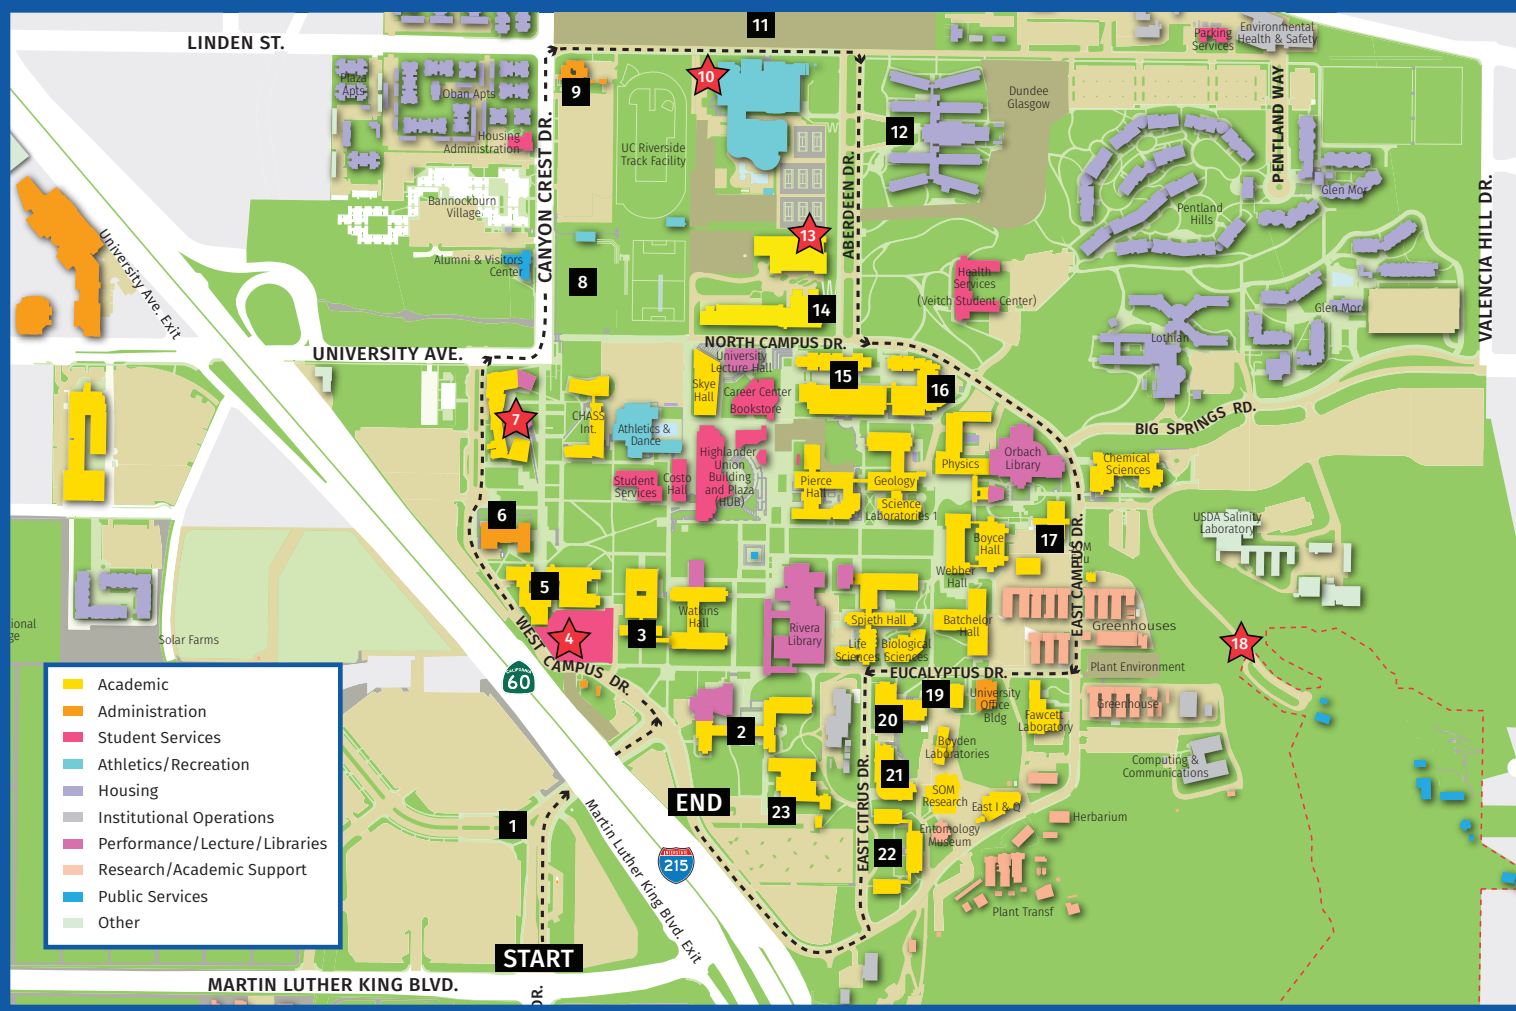 LINDEN ST.
11
Parking
Services
Environmental
Health & Safety
Plaza
Apts
Oban Apts
Housing
Administration
CANYON CREST DR.
9
10
UC Riverside
Track Facility
12
Dundee
Glasgow
PENTLAND WAY
Glen Mor
Pentland
Hills
Bannockburn
Village
Alumni & Visitors
Center
University Ave. Exit
8
13
ABERDEEN DR.
14
Health
Services
(Veitch Student Center)
Glen Mor
Lothian
VALENCIA HILL DR.
UNIVERSITY AVE.
NORTH CAMPUS DR.
University
Lecture Hall
Skye
Hall
Career Center
Bookstore
15
16
BIG SPRINGS RD.
7
CHASS
Int.
Athletics &
Dance
Highlander
Union
Building
and Plaza
(HUB)
Student
Services
Costo
Hall
Pierce
Hall
Geology
Science
Laboratories 1
Physics
Orbach
Library
Chemical
Sciences
USDA Salinity
Laboratory
6
17
Boyce
Hall
Webber
Hall
EAST CAMPUS DR.
5
3
4
WEST CAMPUS DR.
Watkins
Hall
Rivera
Library
Spieth Hall
Life
Sciences
Biological
Sciences
Batchelor
Hall
Greenhouses
Plant Environment
Greenhouse
18
Solar Farms
CALIFORNIA
60
EUCALYPTUS DR.
19
20
University
Office
Bldg
Fawcett
Laboratory
2
Boyden
Laboratories
Computing &
Communications
21
SOM
Research
East I & Q
Entomology
Museum
Herbarium
EAST CITRUS DR.
22
23
Plant Transf
END
INTERSTATE
215
1
Martin Luther King Blvd. Exit
START
MARTIN LUTHER KING BLVD.
DR.
Academic
Administration
Student Services
Athletics/Recreation
Housing
Institutional Operations
Performance/Lecture/Libraries
Research/Academic Support
Public Services
Other